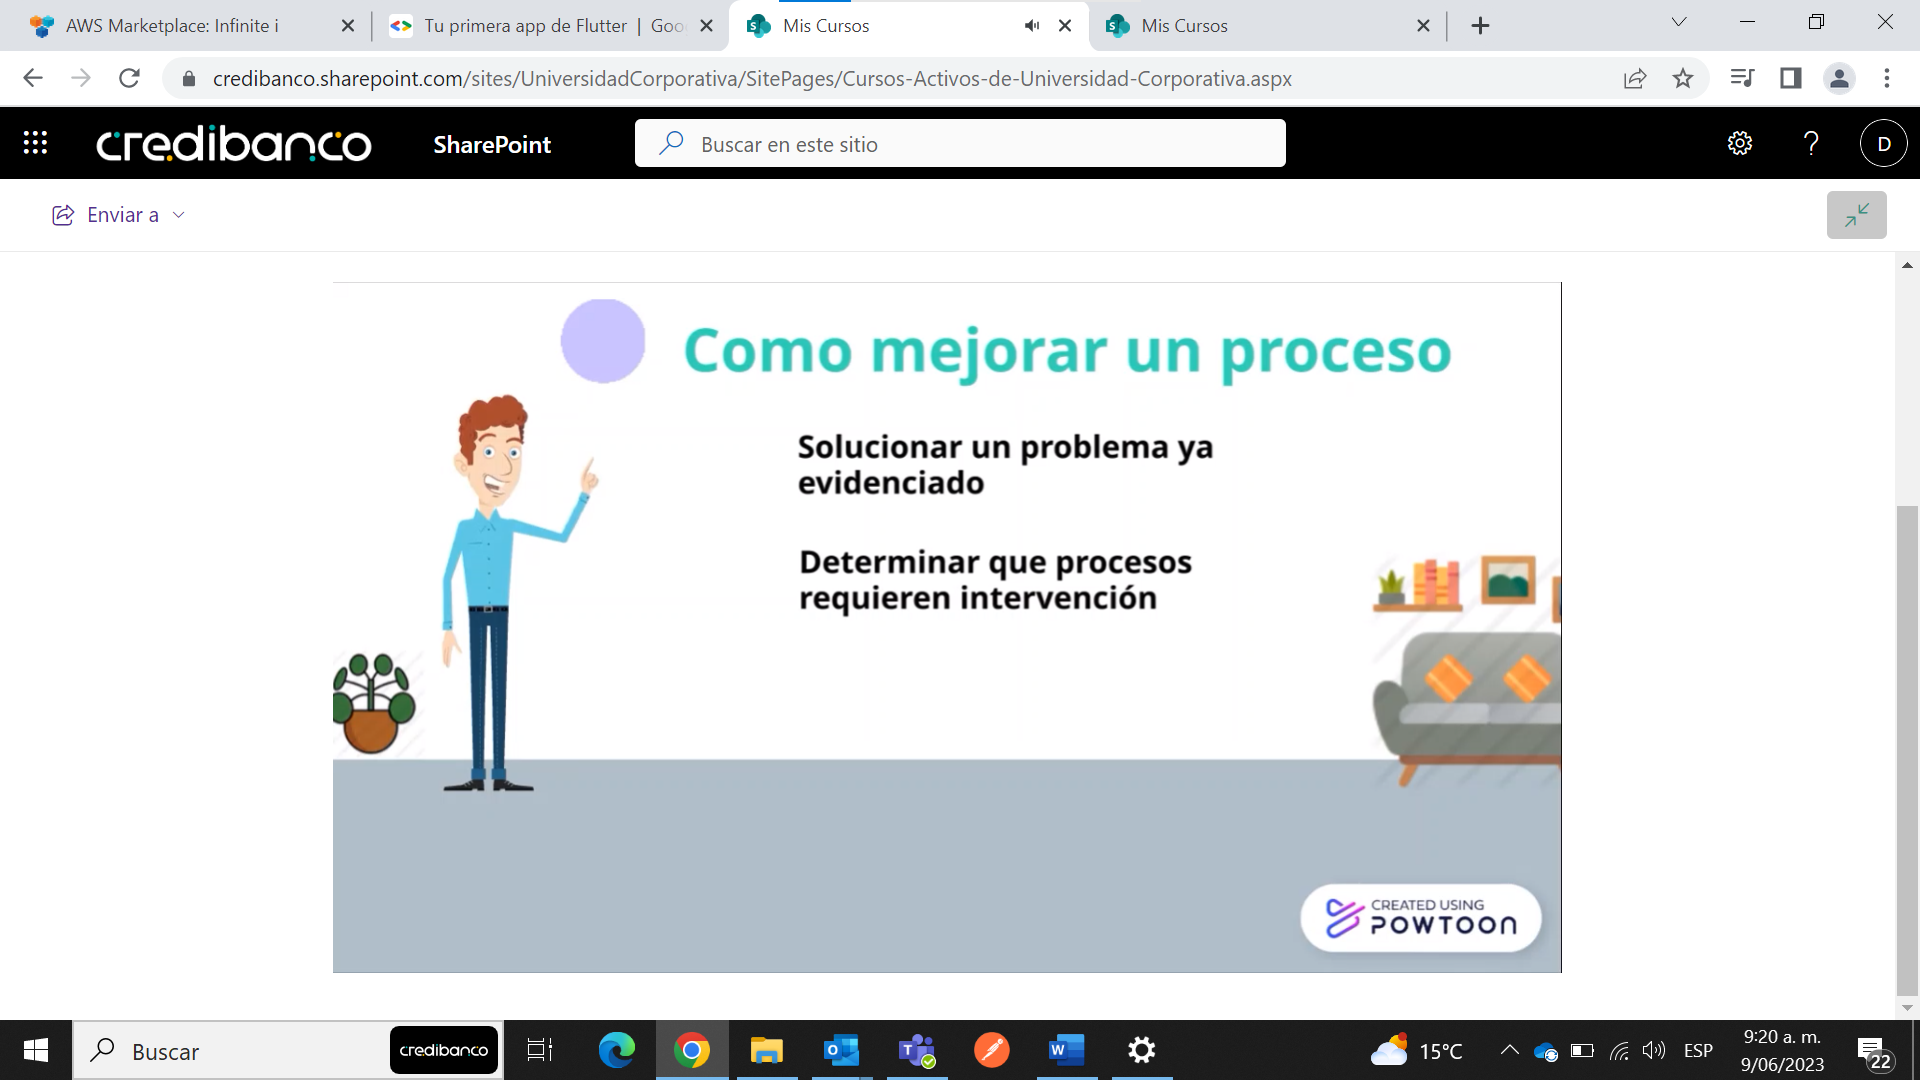 AWS Marketplace: Infinite i
Tu primera app de Flutter | Goo
Mis Cursos
Mis Cursos
credibanco.sharepoint.com/sites/UniversidadCorporativa/SitePages/Cursos-Activos-de-Universidad-Corporativa.aspx
credibanco
SharePoint
Buscar en este sitio
D
Enviar a
Como mejorar un proceso
Solucionar un problema ya
evidenciado
Determinar que procesos
requieren intervención
CREATED USING
POWTOON
Buscar
credibanco
15°C
ESP
9:20 a. m.
9/06/2023
22